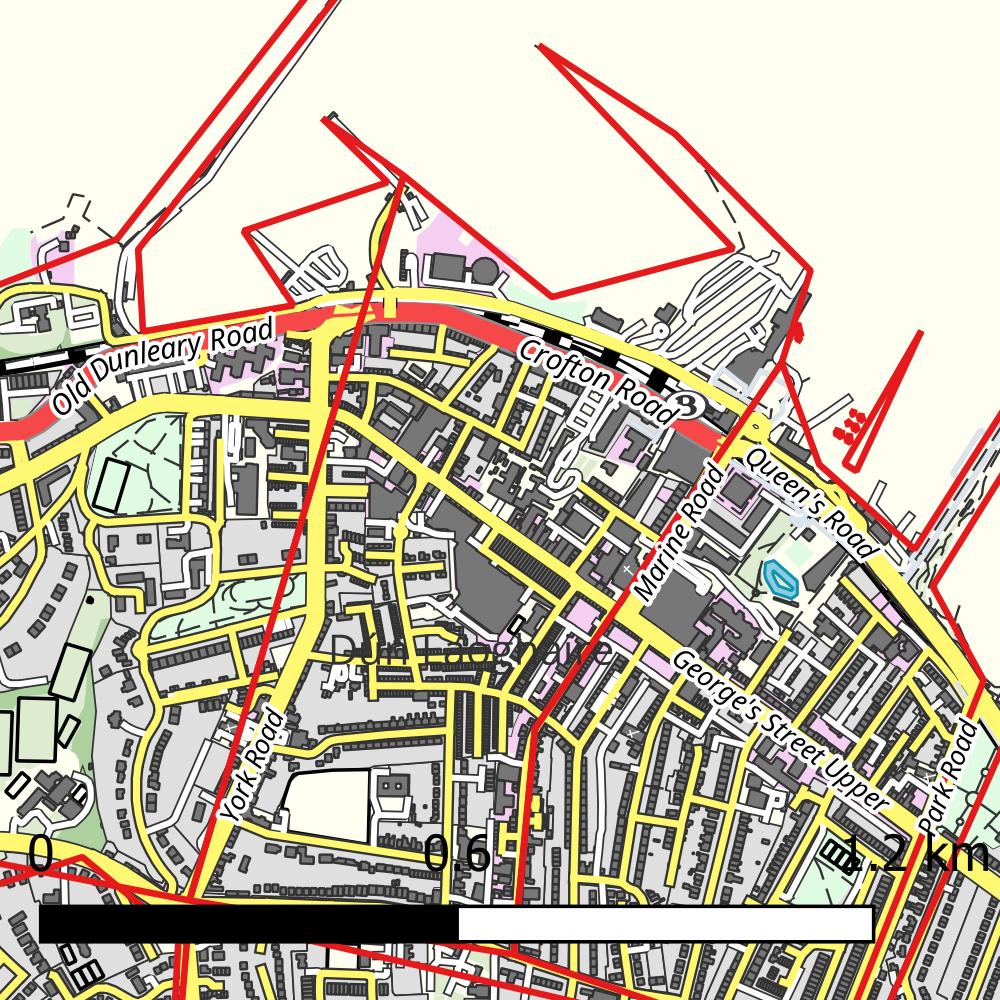 Old Dunleary Road
Crofton Road
Queen's Road
Marine Road
Dún Laoghaire
George's Street Upper
York Road
Park Road
0
0.6
1.2 km